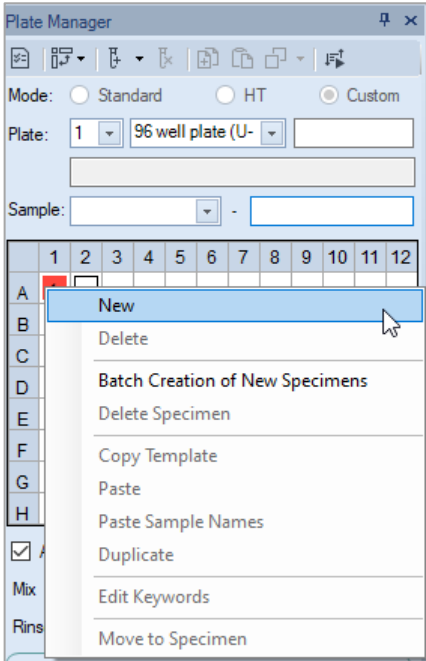 Plate Manager
Mode: Standard HT Custom
Plate: 1 96 well plate (U-
Sample: -
1 2 3 4 5 6 7 8 9 10 11 12
A
New
B
Delete
C
D
Batch Creation of New Specimens
E
Delete Specimen
F
Copy Template
G
Paste
H
Paste Sample Names
Duplicate
Mix
Edit Keywords
Rins
Move to Specimen